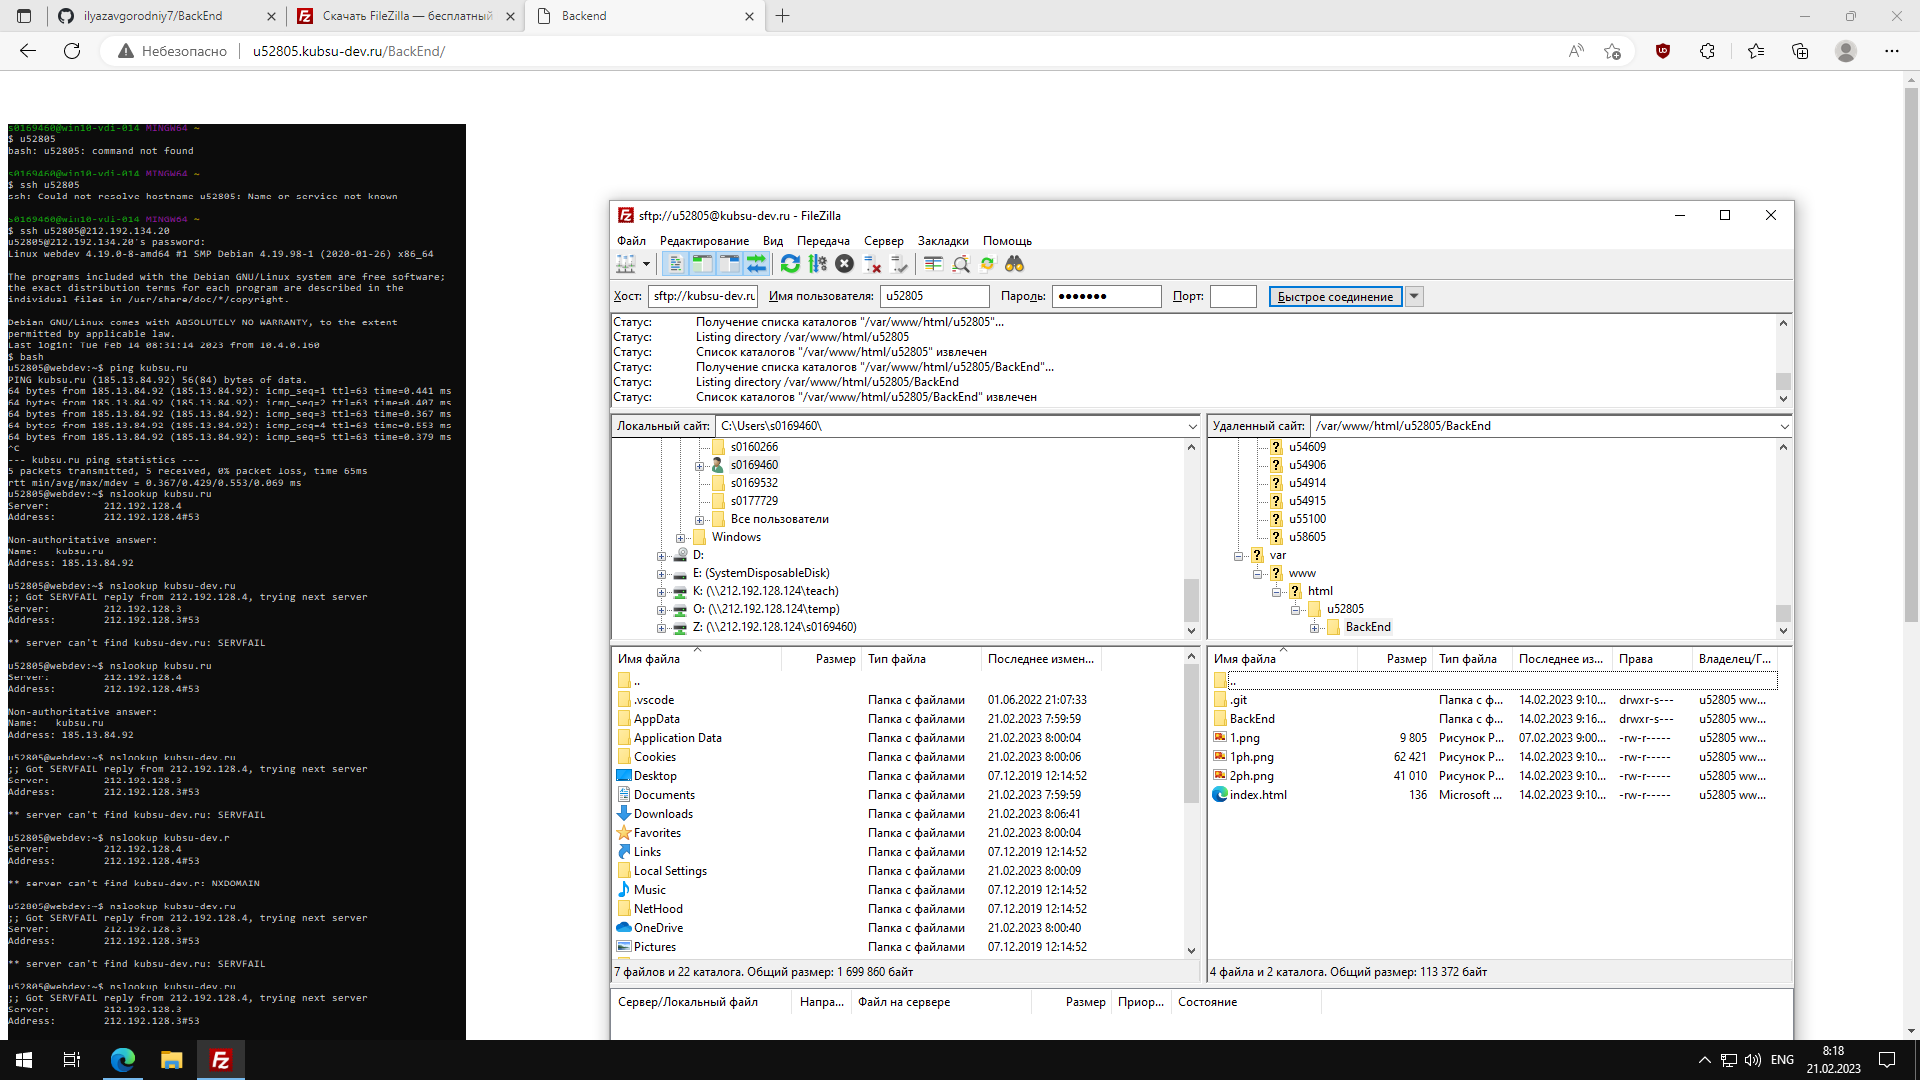 ilyazavgorodniy7/BackEnd
Скачать FileZilla — бесплатный
Backend
Небезопасно
u52805.kubsu-dev.ru/BackEnd/
s0169460@win10-vdi-014 MINGW64 ~
$ u52805
bash: u52805: command not found
s0169460@win10-vdi-014 MINGW64 ~
$ ssh u52805
ssh: Could not resolve hostname u52805: Name or service not known
s0169460@win10-vdi-014 MINGW64 ~
$ ssh u52805@212.192.134.20
u52805@212.192.134.20's password:
Linux webdev 4.19.0-8-amd64 #1 SMP Debian 4.19.98-1 (2020-01-26) x86_64
The programs included with the Debian GNU/Linux system are free software;
the exact distribution terms for each program are described in the
individual files in /usr/share/doc/*/copyright.
Debian GNU/Linux comes with ABSOLUTELY NO WARRANTY, to the extent
permitted by applicable law.
Last login: Tue Feb 14 08:31:14 2023 from 10.4.0.160
$ bash
u52805@webdev:~$ ping kubsu.ru
PING kubsu.ru (185.13.84.92) 56(84) bytes of data.
64 bytes from 185.13.84.92 (185.13.84.92): icmp_seq=1 ttl=63 time=0.441 ms
64 bytes from 185.13.84.92 (185.13.84.92): icmp_seq=2 ttl=63 time=0.407 ms
64 bytes from 185.13.84.92 (185.13.84.92): icmp_seq=3 ttl=63 time=0.367 ms
64 bytes from 185.13.84.92 (185.13.84.92): icmp_seq=4 ttl=63 time=0.553 ms
64 bytes from 185.13.84.92 (185.13.84.92): icmp_seq=5 ttl=63 time=0.379 ms
^C
--- kubsu.ru ping statistics ---
5 packets transmitted, 5 received, 0% packet loss, time 65ms
rtt min/avg/max/mdev = 0.367/0.429/0.553/0.069 ms
u52805@webdev:~$ nslookup kubsu.ru
Server: 212.192.128.4
Address: 212.192.128.4#53
Non-authoritative answer:
Name: kubsu.ru
Address: 185.13.84.92
u52805@webdev:~$ nslookup kubsu-dev.ru
;; Got SERVFAIL reply from 212.192.128.4, trying next server
Server: 212.192.128.3
Address: 212.192.128.3#53
** server can't find kubsu-dev.ru: SERVFAIL
u52805@webdev:~$ nslookup kubsu.ru
Server: 212.192.128.4
Address: 212.192.128.4#53
Non-authoritative answer:
Name: kubsu.ru
Address: 185.13.84.92
u52805@webdev:~$ nslookup kubsu-dev.ru
;; Got SERVFAIL reply from 212.192.128.4, trying next server
Server: 212.192.128.3
Address: 212.192.128.3#53
** server can't find kubsu-dev.ru: SERVFAIL
u52805@webdev:~$ nslookup kubsu-dev.r
Server: 212.192.128.4
Address: 212.192.128.4#53
** server can't find kubsu-dev.r: NXDOMAIN
u52805@webdev:~$ nslookup kubsu-dev.ru
;; Got SERVFAIL reply from 212.192.128.4, trying next server
Server: 212.192.128.3
Address: 212.192.128.3#53
** server can't find kubsu-dev.ru: SERVFAIL
u52805@webdev:~$ nslookup kubsu-dev.ru
;; Got SERVFAIL reply from 212.192.128.4, trying next server
Server: 212.192.128.3
Address: 212.192.128.3#53
sftp://u52805@kubsu-dev.ru - FileZilla
Файл Редактирование Вид Передача Сервер Закладки Помощь
Хост: sftp://kubsu-dev.ru Имя пользователя: u52805 Пароль: ●●●●●●● Порт: Быстрое соединение
Статус: Получение списка каталогов "/var/www/html/u52805"...
Статус: Listing directory /var/www/html/u52805
Статус: Список каталогов "/var/www/html/u52805" извлечен
Статус: Получение списка каталогов "/var/www/html/u52805/BackEnd"...
Статус: Listing directory /var/www/html/u52805/BackEnd
Статус: Список каталогов "/var/www/html/u52805/BackEnd" извлечен
Локальный сайт: C:\Users\s0169460\
s0160266
s0169460
s0169532
s0177729
Все пользователи
Windows
D:
E: (SystemDisposableDisk)
K: (\\212.192.128.124\teach)
O: (\\212.192.128.124\temp)
Z: (\\212.192.128.124\s0169460)
Удаленный сайт: /var/www/html/u52805/BackEnd
u54609
u54906
u54914
u54915
u55100
u58605
var
www
html
u52805
BackEnd
Имя файла Размер Тип файла Последнее измен...
..
.vscode Папка с файлами 01.06.2022 21:07:33
AppData Папка с файлами 21.02.2023 7:59:59
Application Data Папка с файлами 21.02.2023 8:00:04
Cookies Папка с файлами 21.02.2023 8:00:06
Desktop Папка с файлами 07.12.2019 12:14:52
Documents Папка с файлами 21.02.2023 7:59:59
Downloads Папка с файлами 21.02.2023 8:06:41
Favorites Папка с файлами 21.02.2023 8:00:04
Links Папка с файлами 07.12.2019 12:14:52
Local Settings Папка с файлами 21.02.2023 8:00:09
Music Папка с файлами 07.12.2019 12:14:52
NetHood Папка с файлами 07.12.2019 12:14:52
OneDrive Папка с файлами 21.02.2023 8:00:40
Pictures Папка с файлами 07.12.2019 12:14:52
7 файлов и 22 каталога. Общий размер: 1 699 860 байт
Имя файла Размер Тип файла Последнее из... Права Владелец/Г...
..
.git Папка с ф... 14.02.2023 9:10... drwxr-s--- u52805 ww...
BackEnd Папка с ф... 14.02.2023 9:16... drwxr-s--- u52805 ww...
1.png 9 805 Рисунок P... 07.02.2023 9:00... -rw-r----- u52805 ww...
1ph.png 62 421 Рисунок P... 14.02.2023 9:10... -rw-r----- u52805 ww...
2ph.png 41 010 Рисунок P... 14.02.2023 9:10... -rw-r----- u52805 ww...
index.html 136 Microsoft ... 14.02.2023 9:10... -rw-r----- u52805 ww...
4 файла и 2 каталога. Общий размер: 113 372 байт
Сервер/Локальный файл Напра... Файл на сервере Размер Приор... Состояние
ENG
8:18
21.02.2023